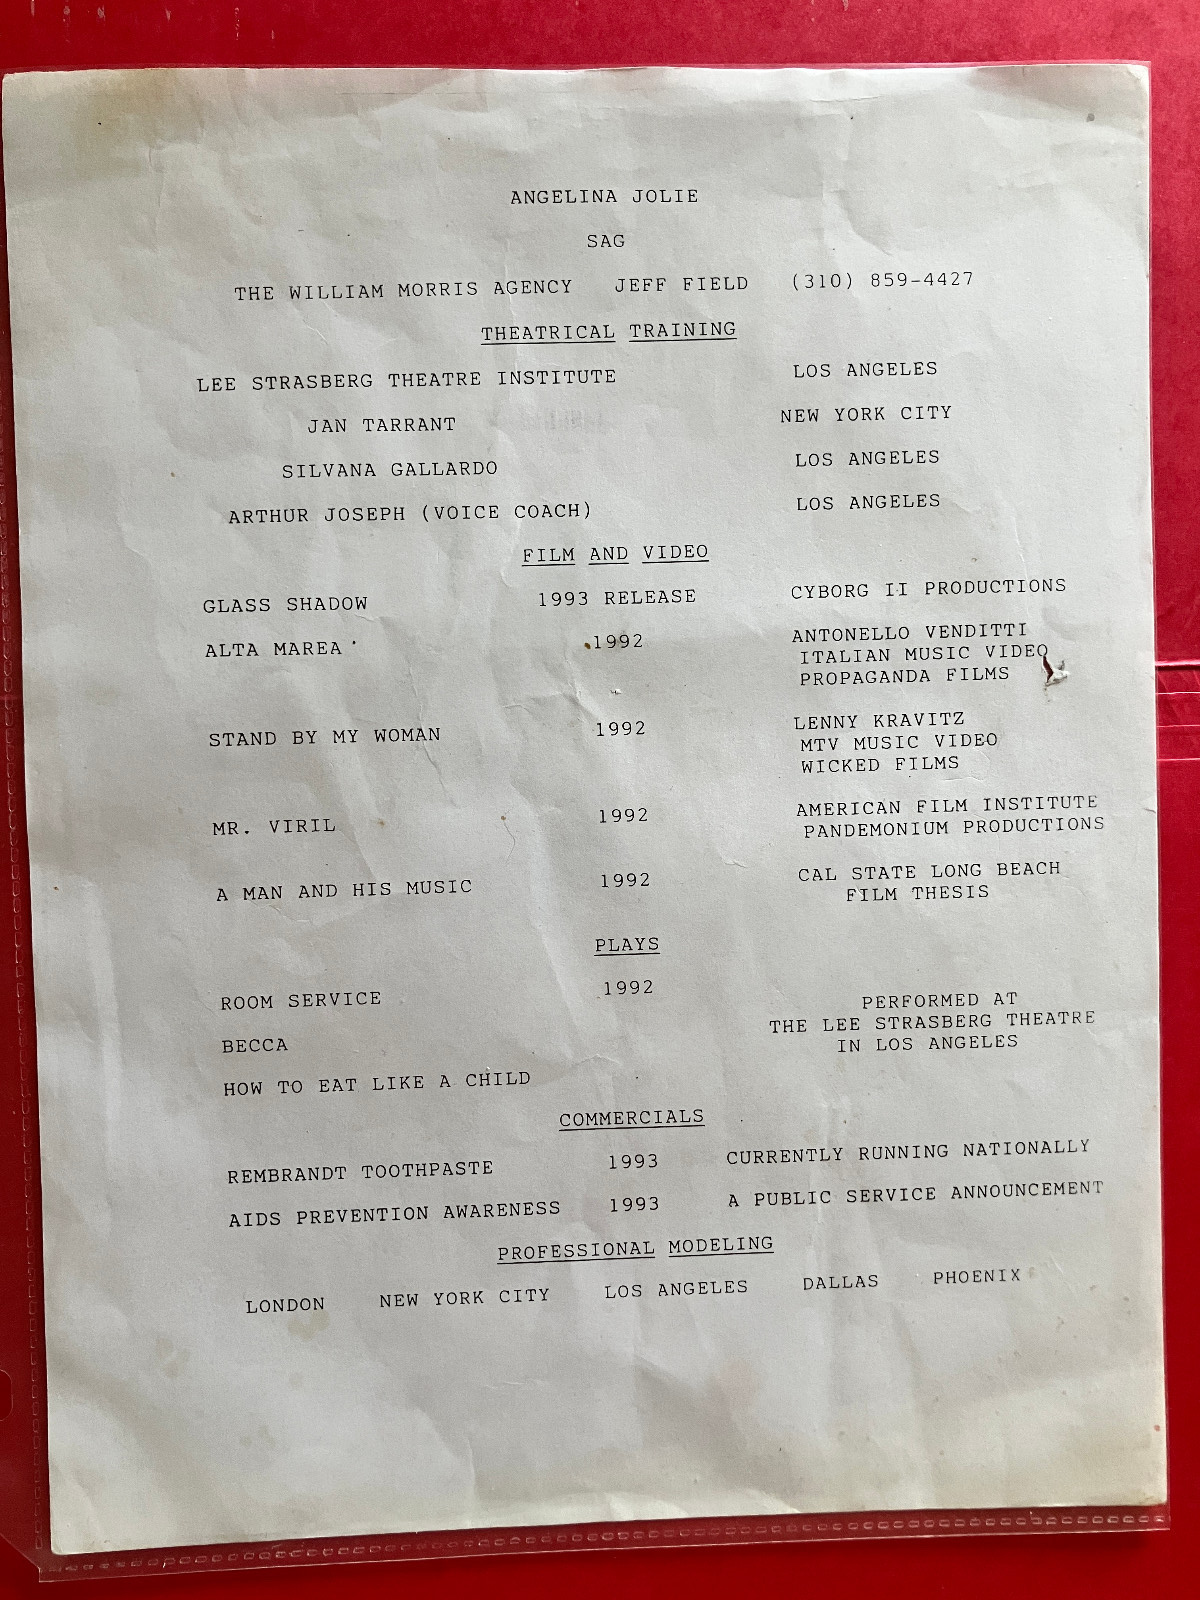 ANGELINA JOLIE
SAG
THE WILLIAM MORRIS AGENCY JEFF FIELD (310) 859-4427
THEATRICAL TRAINING
LEE STRASBERG THEATRE INSTITUTE LOS ANGELES
JAN TARRANT NEW YORK CITY
SILVANA GALLARDO LOS ANGELES
ARTHUR JOSEPH (VOICE COACH) LOS ANGELES
FILM AND VIDEO
GLASS SHADOW 1993 RELEASE CYBORG II PRODUCTIONS
ALTA MAREA 1992 ANTONELLO VENDITTI
ITALIAN MUSIC VIDEO
PROPAGANDA FILMS
STAND BY MY WOMAN 1992 LENNY KRAVITZ
MTV MUSIC VIDEO
WICKED FILMS
MR. VIRIL 1992 AMERICAN FILM INSTITUTE
PANDEMONIUM PRODUCTIONS
A MAN AND HIS MUSIC 1992 CAL STATE LONG BEACH
FILM THESIS
PLAYS
ROOM SERVICE 1992 PERFORMED AT
THE LEE STRASBERG THEATRE
BECCA IN LOS ANGELES
HOW TO EAT LIKE A CHILD
COMMERCIALS
REMBRANDT TOOTHPASTE 1993 CURRENTLY RUNNING NATIONALLY
AIDS PREVENTION AWARENESS 1993 A PUBLIC SERVICE ANNOUNCEMENT
PROFESSIONAL MODELING
LONDON NEW YORK CITY LOS ANGELES DALLAS PHOENIX